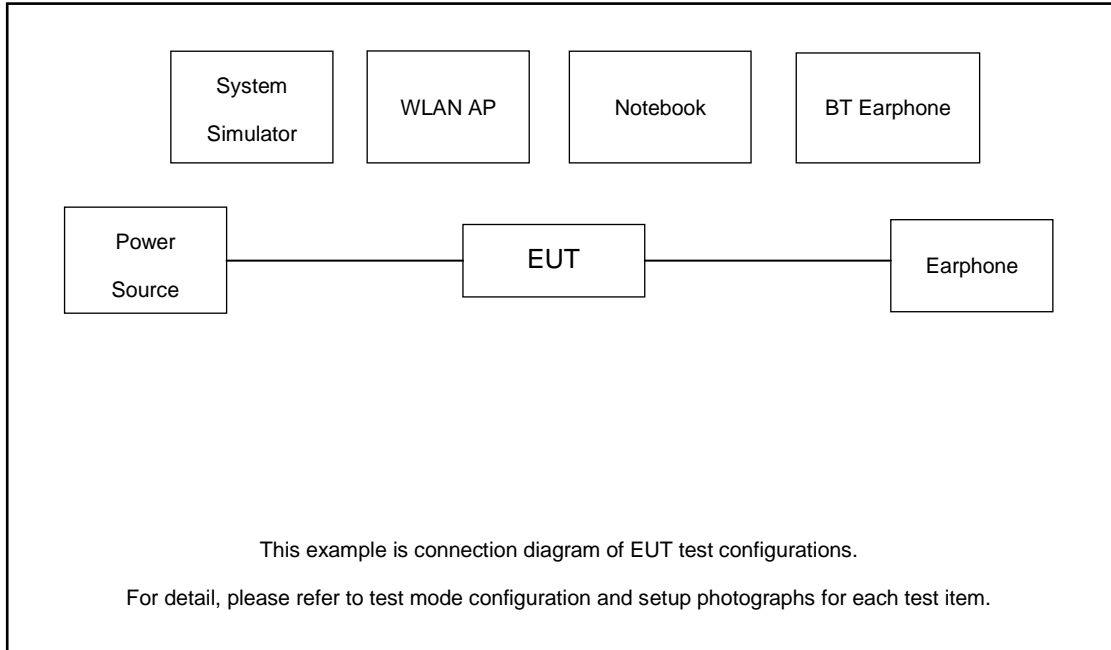 System
Simulator
WLAN AP
Notebook
BT Earphone
Power
Source
EUT
Earphone
This example is connection diagram of EUT test configurations.
For detail, please refer to test mode configuration and setup photographs for each test item.